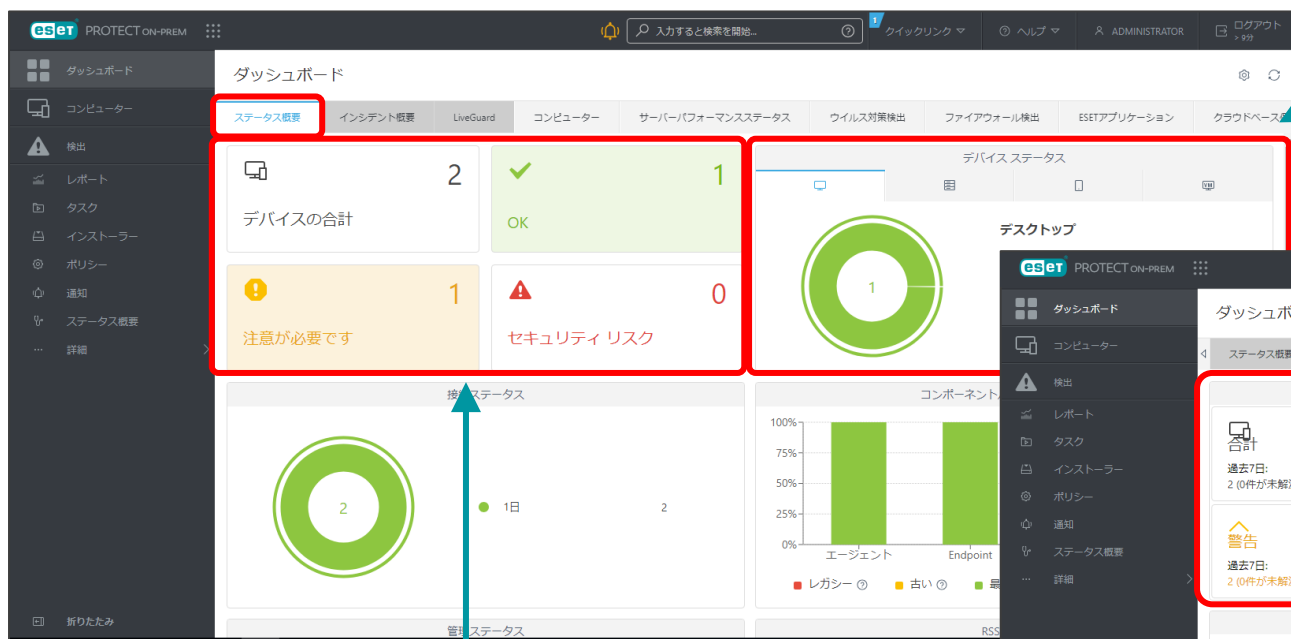 eset PROTECT ON-PREM
入力すると検索を開始...
1
クイックリンク
ヘルプ
ADMINISTRATOR
ログアウト
> 9分
ダッシュボード
コンピューター
検出
レポート
タスク
インストーラー
ポリシー
通知
ステータス概要
詳細
折りたたみ
ダッシュボード
ステータス概要
インシデント概要
LiveGuard
コンピューター
サーバーパフォーマンスステータス
ウイルス対策検出
ファイアウォール検出
ESETアプリケーション
クラウドベース
2
デバイスの合計
1
OK
1
注意が必要です
0
セキュリティ リスク
デバイス ステータス
デスクトップ
1
接続ステータス
2
1日
2
コンポーネント
100%
75%
50%
25%
0%
エージェント
Endpoint
レガシー
古い
最
管理ステータス
RSS
eset PROTECT ON-PREM
ダッシュボード
コンピューター
検出
レポート
タスク
インストーラー
ポリシー
通知
ステータス概要
詳細
ダッシュボ
ステータス概要
合計
過去7日:
2 (0件が未解
警告
過去7日:
2 (0件が未解